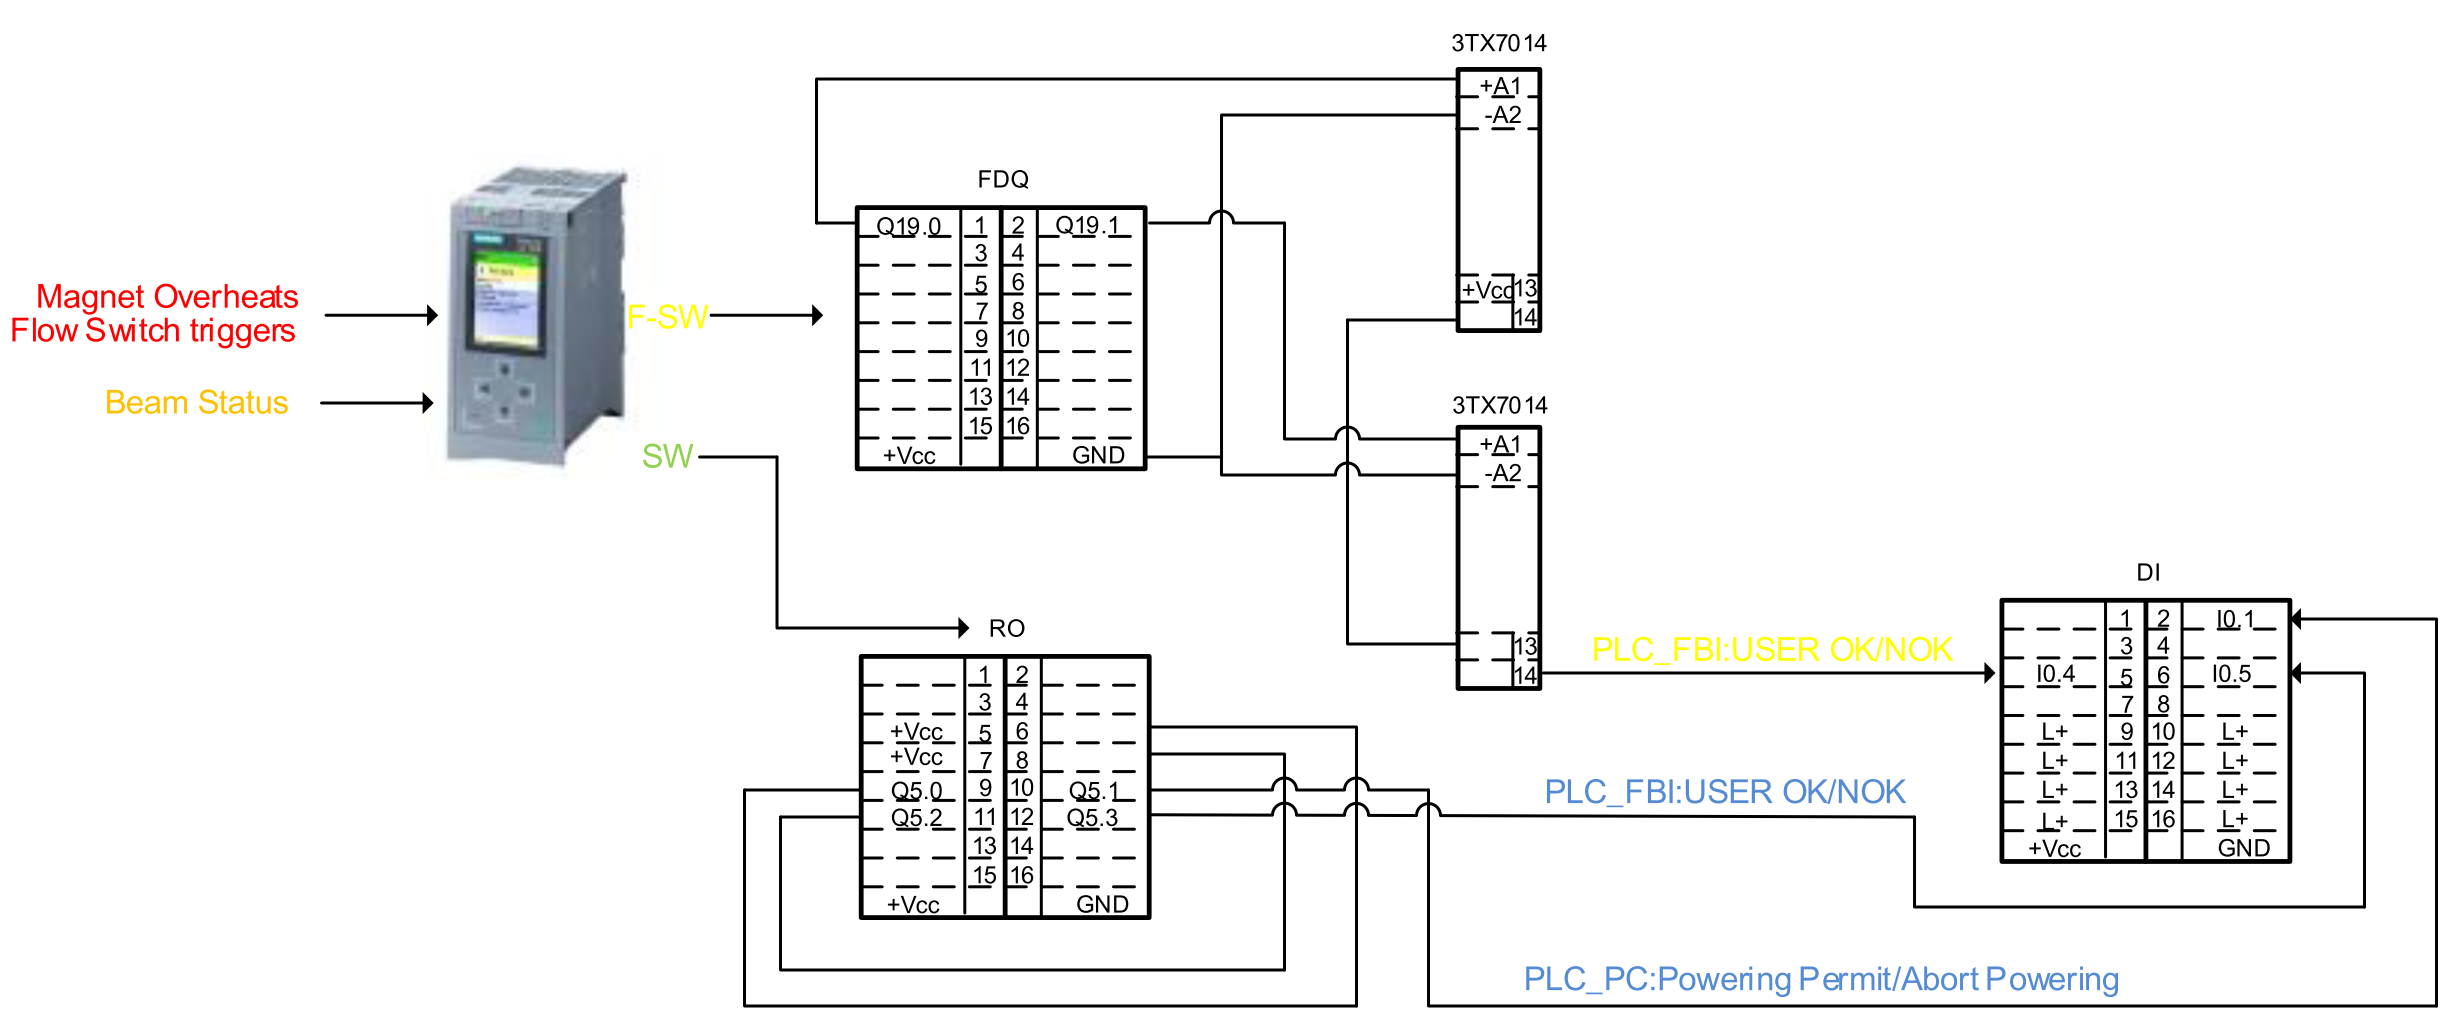 3TX7014
+A1
-A2
+Vcc 13
14
FDQ
Q19.0 1 2 Q19.1
3 4
5 6
7 8
9 10
11 12
13 14
15 16
+Vcc GND
Magnet Overheats
Flow Switch triggers
Beam Status
F-SW
SW
3TX7014
+A1
-A2
13
14
RO
1 2
3 4
+Vcc 5 6
+Vcc 7 8
Q5.0 9 10 Q5.1
Q5.2 11 12 Q5.3
13 14
15 16
+Vcc GND
PLC_FBI:USER OK/NOK
PLC_FBI:USER OK/NOK
PLC_PC:Powering Permit/Abort Powering
DI
1 2 I0.1
3 4
I0.4 5 6 I0.5
7 8
L+ 9 10 L+
L+ 11 12 L+
L+ 13 14 L+
L+ 15 16 L+
+Vcc GND